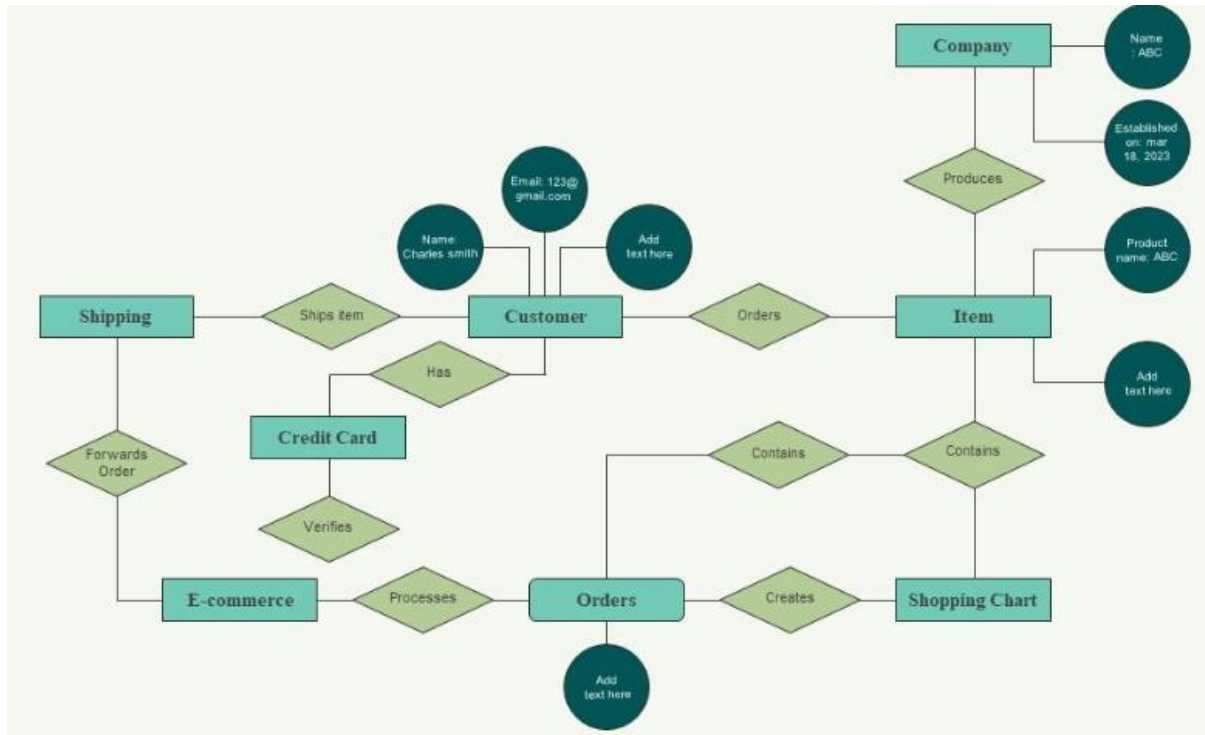 Company
Name
: ABC
Established
on: mar
18, 2023
Produces
Email: 123@
gmail.com
Name:
Charles smith
Add
text here
Product
name: ABC
Shipping
Ships item
Customer
Orders
Item
Has
Add
text here
Credit Card
Forwards
Order
Contains
Contains
Verifies
E-commerce
Processes
Orders
Creates
Shopping Chart
Add
text here